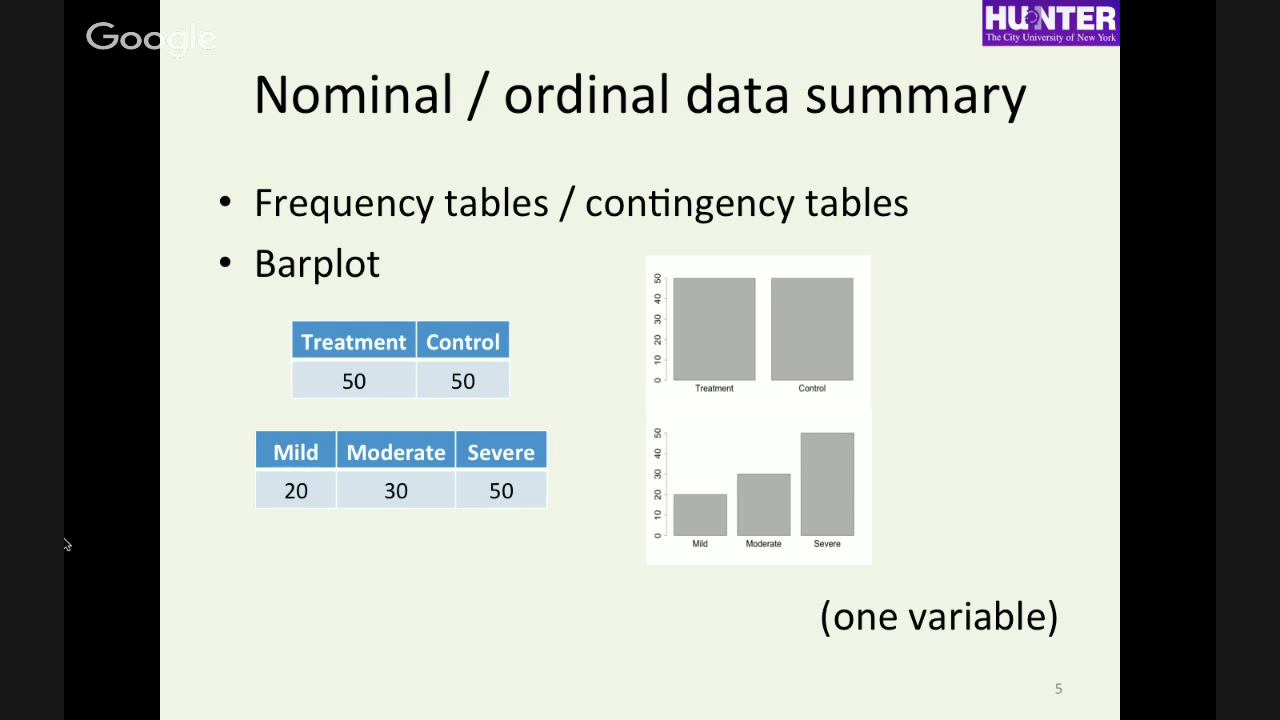 Google
HUNTER
The City University of New York
Nominal / ordinal data summary
• Frequency tables / contingency tables
• Barplot
Treatment Control
50 50
Mild Moderate Severe
20 30 50
50
40
30
20
10
0
Treatment Control
50
40
30
20
10
0
Mild Moderate Severe
(one variable)
5